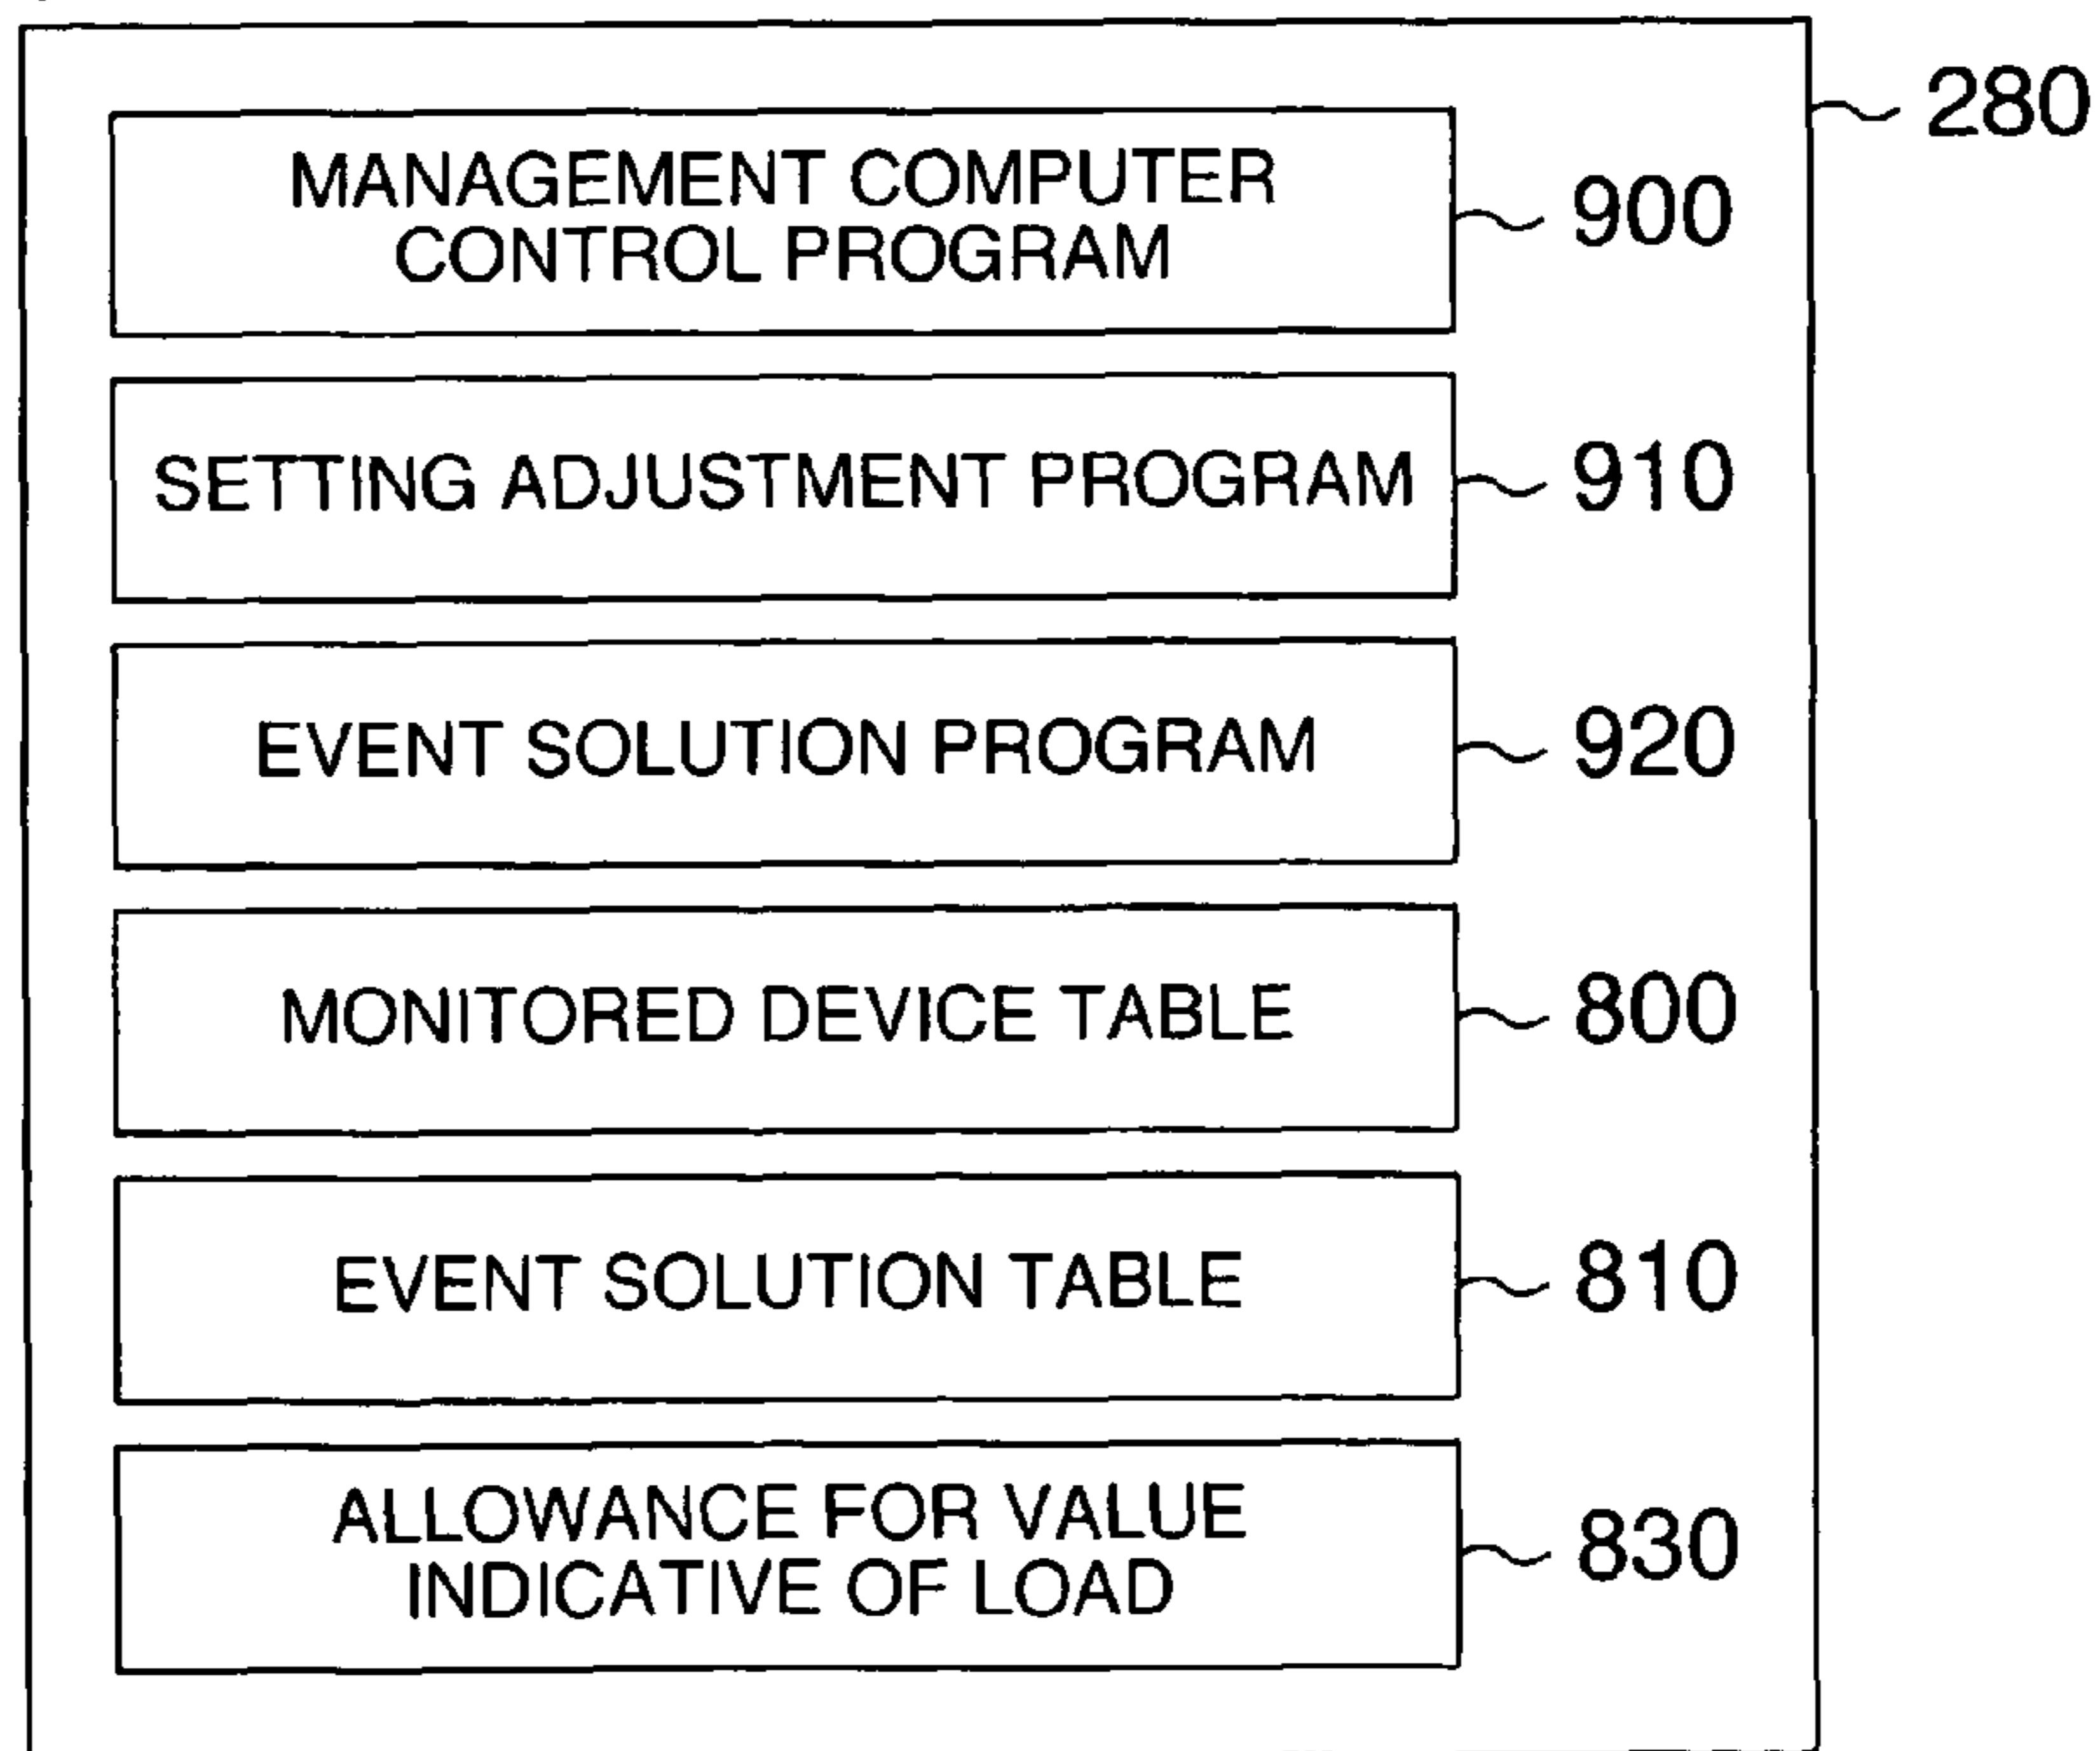 280
MANAGEMENT COMPUTER
CONTROL PROGRAM
900
SETTING ADJUSTMENT PROGRAM
910
EVENT SOLUTION PROGRAM
920
MONITORED DEVICE TABLE
800
EVENT SOLUTION TABLE
810
ALLOWANCE FOR VALUE
INDICATIVE OF LOAD
830